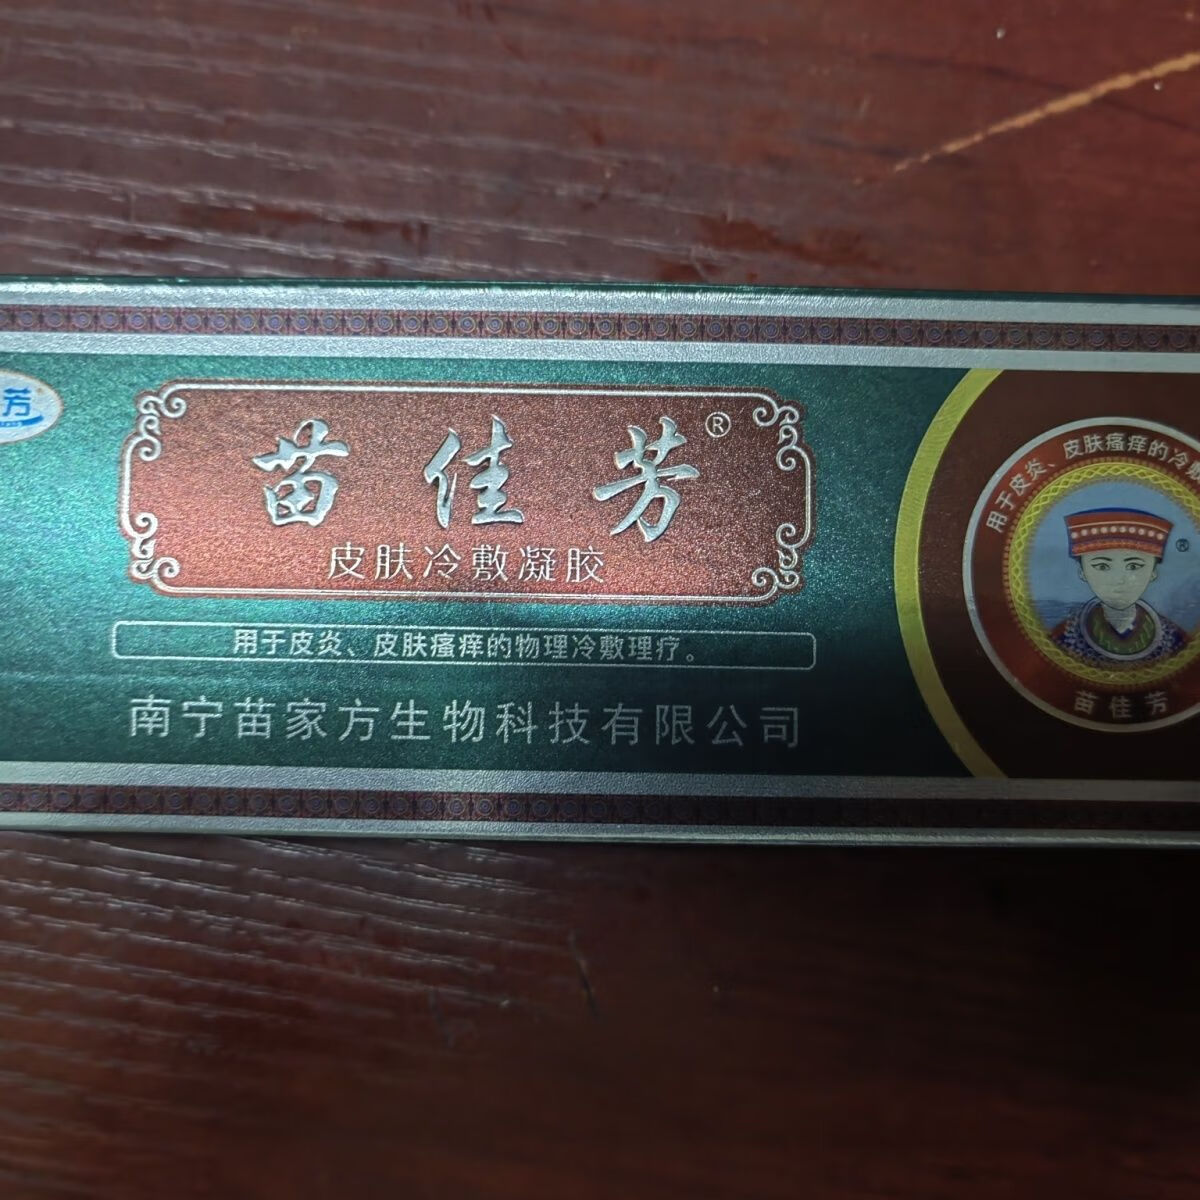 芳
苗佳芳®
皮肤冷敷凝胶
用于皮炎、皮肤瘙痒的物理冷敷理疗。
南宁苗家方生物科技有限公司
用于皮炎、皮肤瘙痒的冷
®
苗佳芳